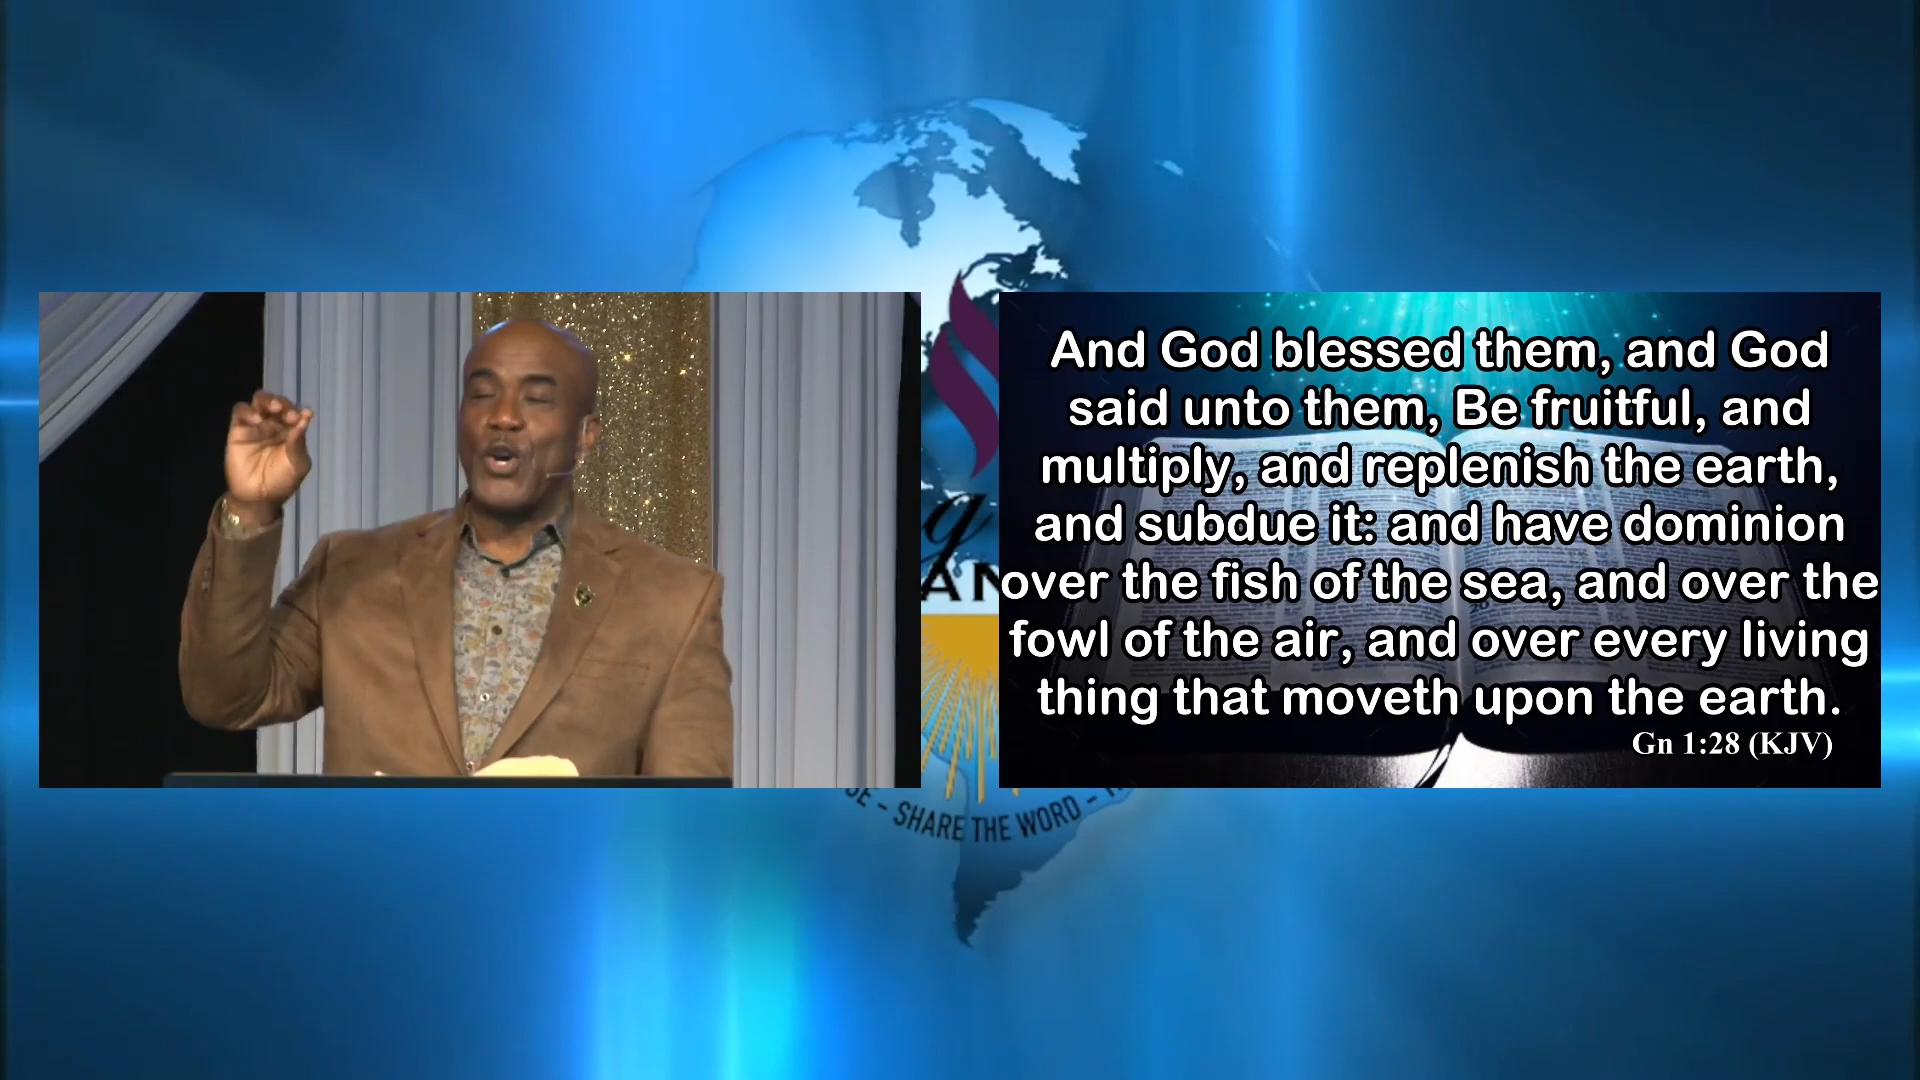 And God blessed them, and God
said unto them, Be fruitful, and
multiply, and replenish the earth,
and subdue it: and have dominion
over the fish of the sea, and over the
fowl of the air, and over every living
thing that moveth upon the earth.
Gn 1:28 (KJV)
- SHARE THE WORD -